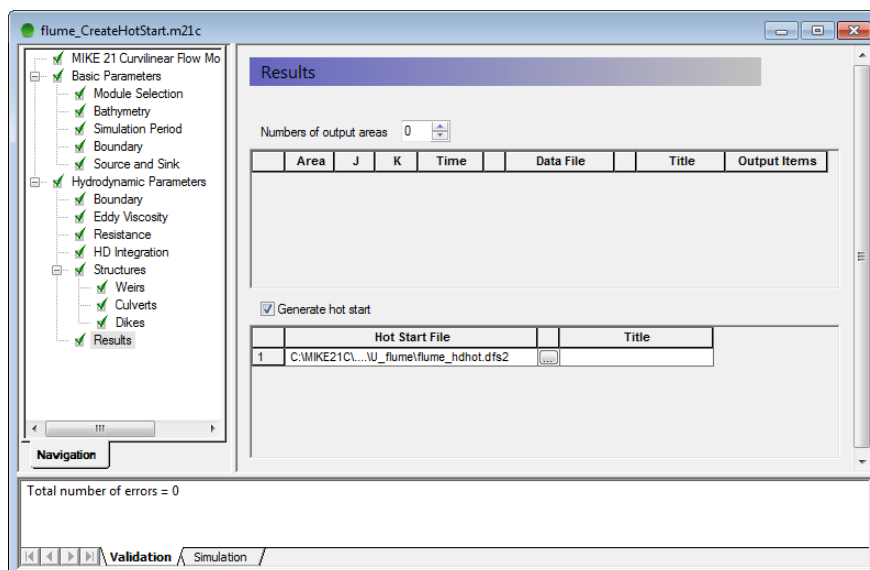 flume_CreateHotStart.m21c
MIKE 21 Curvilinear Flow Mo
Basic Parameters
Module Selection
Bathymetry
Simulation Period
Boundary
Source and Sink
Hydrodynamic Parameters
Boundary
Eddy Viscosity
Resistance
HD Integration
Structures
Weirs
Culverts
Dikes
Results
Navigation
Results
Numbers of output areas 0
Area J K Time Data File Title Output Items
Generate hot start
Hot Start File Title
1 C:\MIKE21C\....\U_flume\flume_hdhot.dfs2 ...
Total number of errors = 0
Validation Simulation